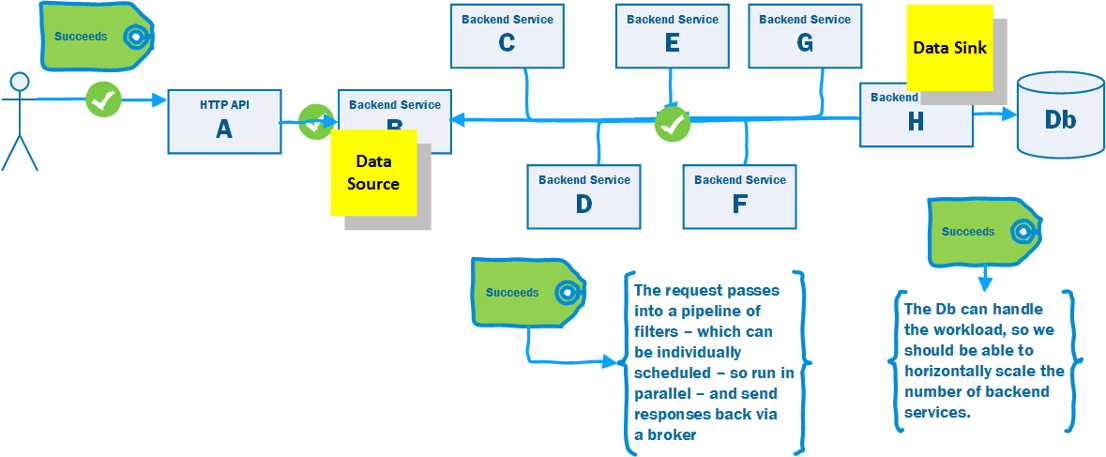 Succeeds
HTTP API
A
Backend Service
B
Data
Source
Backend Service
C
Backend Service
E
Backend Service
G
Backend Service
D
Backend Service
F
Data Sink
Backend
H
Db
Succeeds
The request passes
into a pipeline of
filters – which can
be individually
scheduled – so run in
parallel – and send
responses back via
a broker
Succeeds
The Db can handle
the workload, so we
should be able to
horizontally scale the
number of backend
services.